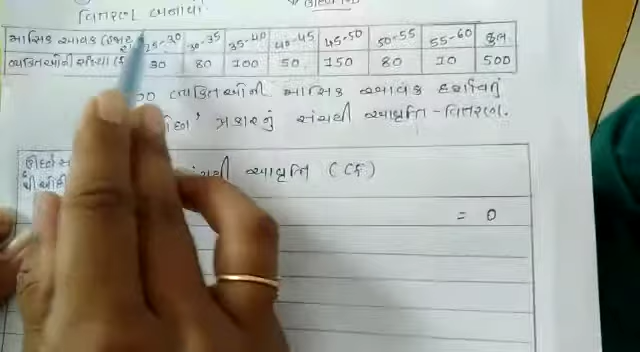 વિતરણ બનાવો.
માસિક આવક (હજાર 25-30 30-35 35-40 40-45 45-50 50-55 55-60 કુલ
વ્યક્તિઓની સંખ્યા 30 80 100 50 150 80 10 500
વ્યક્તિઓની માસિક આવક દર્શાવતું
પ્રકારનું સંચયી આવૃત્તિ-વિતરણ.
સંચયી આવૃત્તિ (CF)
= 0